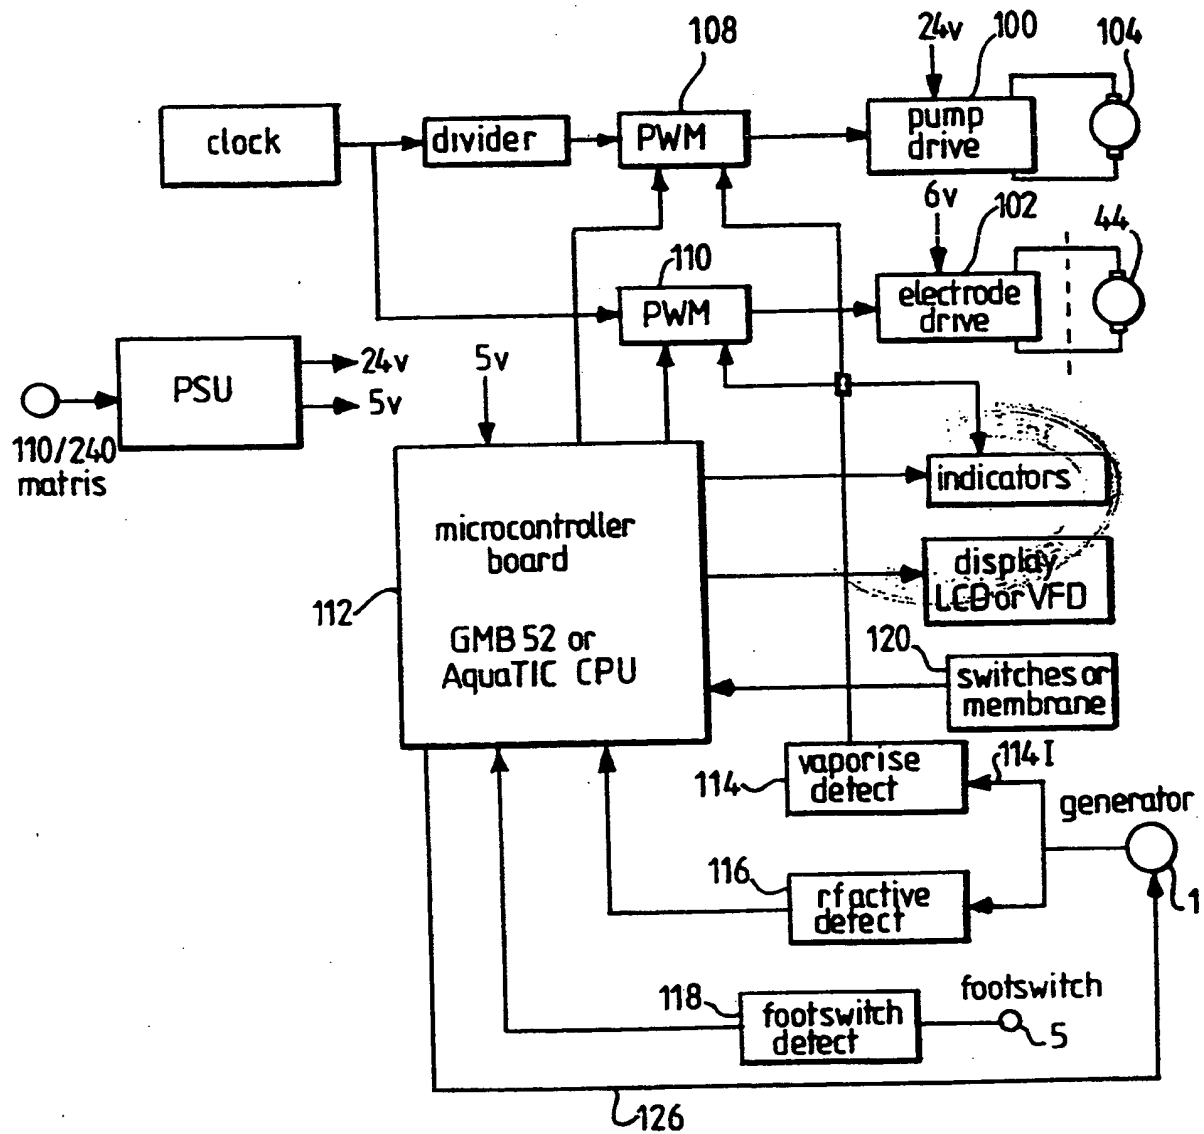 108
24v
100
104
clock
divider
PWM
pump
drive
6v
102
44
110
PWM
electrode
drive
PSU
24v
5v
5v
110/240
matris
indicators
microcontroller
board
GMB 52 or
AquaTIC CPU
112
display
LCD or VFD
120
switches or
membrane
vaporise
detect
114
114 I
generator
1
116
rf active
detect
118
footswitch
detect
footswitch
5
126